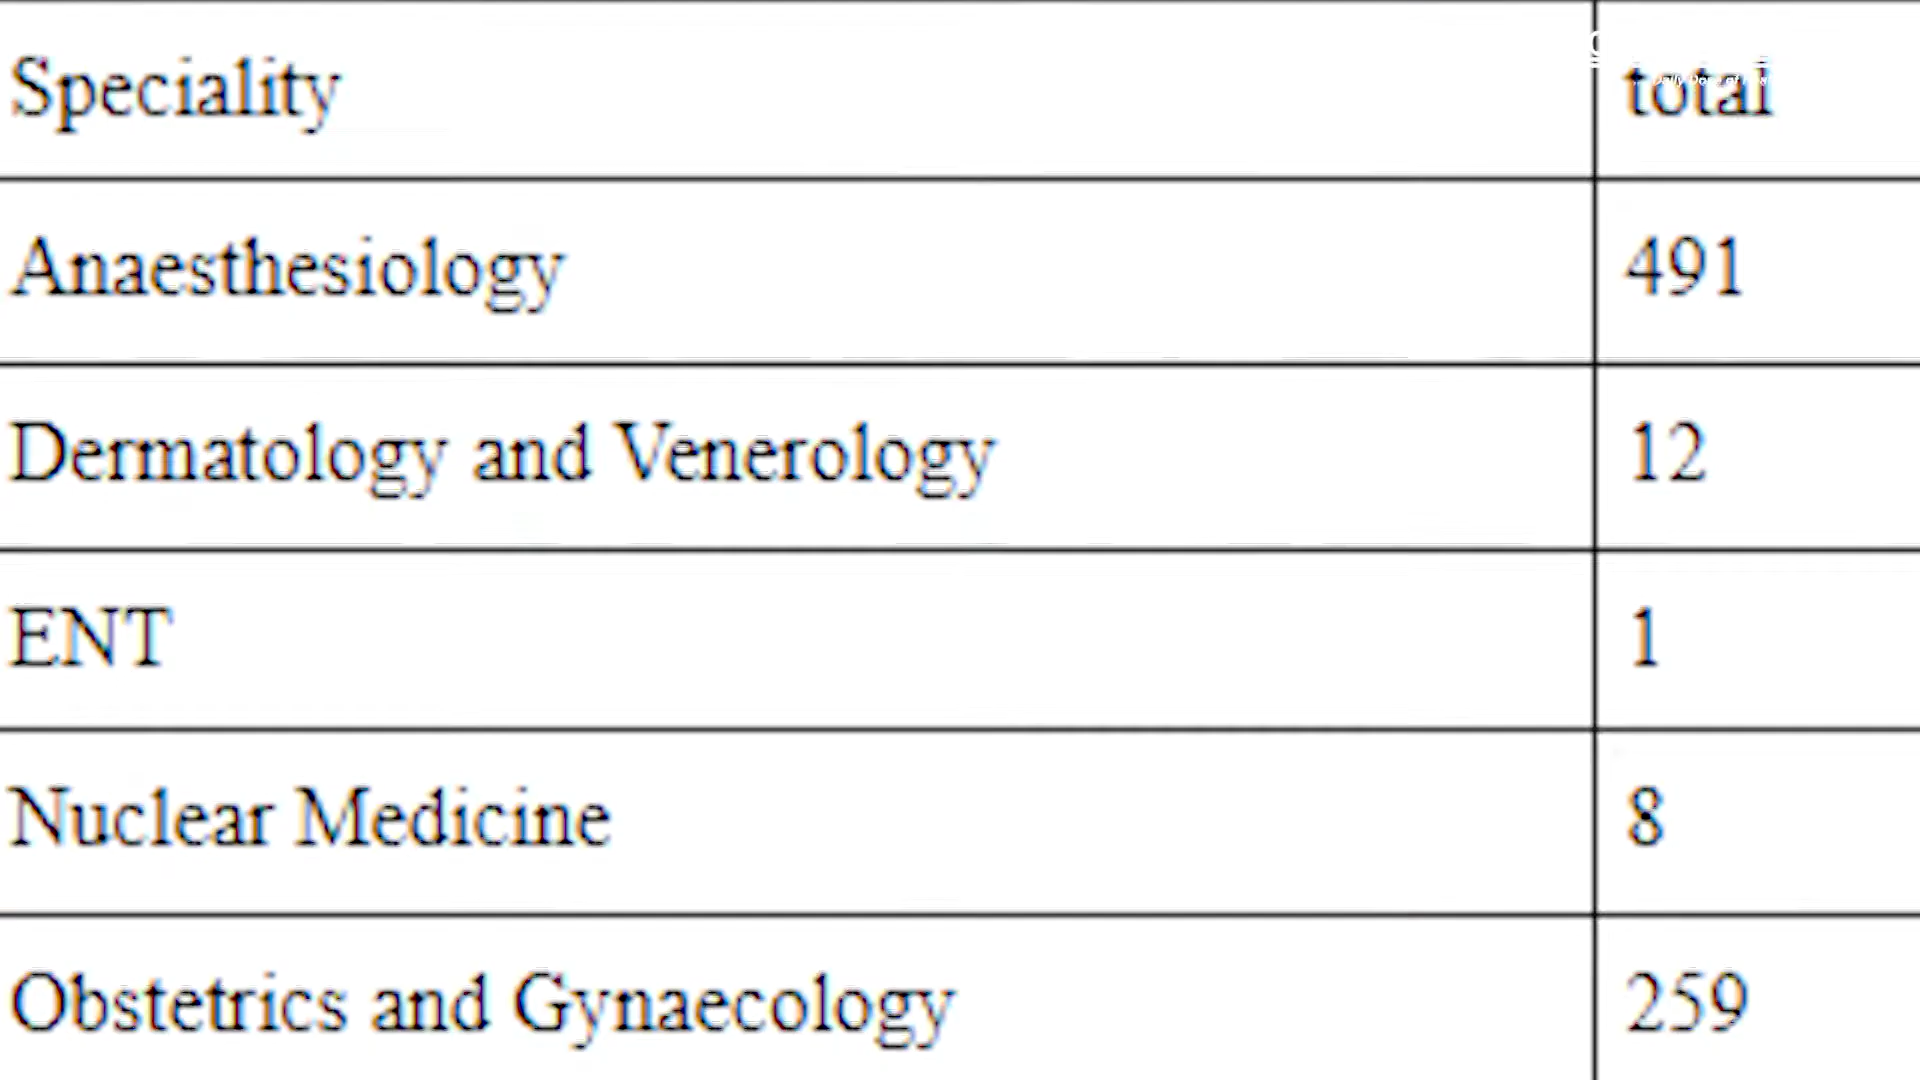 Speciality total
Anaesthesiology 491
Dermatology and Venerology 12
ENT 1
Nuclear Medicine 8
Obstetrics and Gynaecology 259